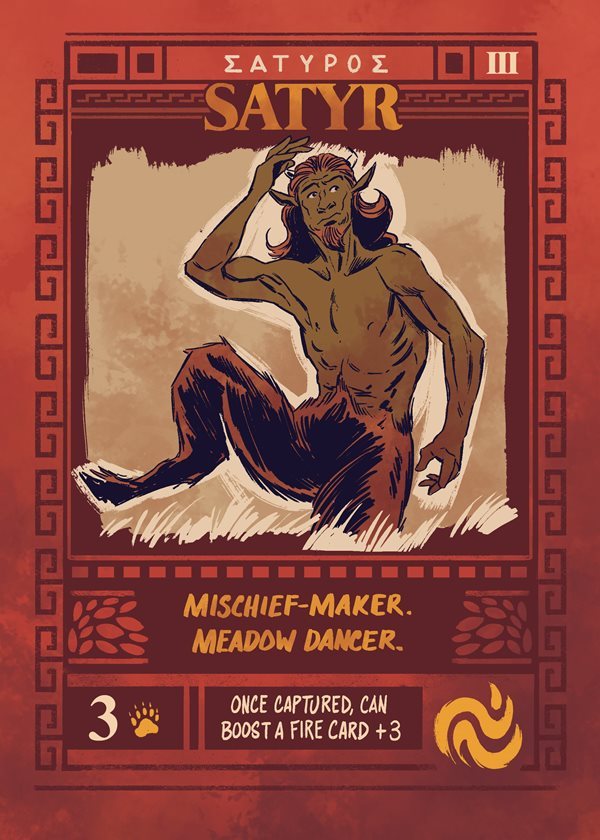 ΣΑΤΥΡΟΣ
III
SATYR
MISCHIEF-MAKER.
MEADOW DANCER.
3
ONCE CAPTURED, CAN
BOOST A FIRE CARD +3